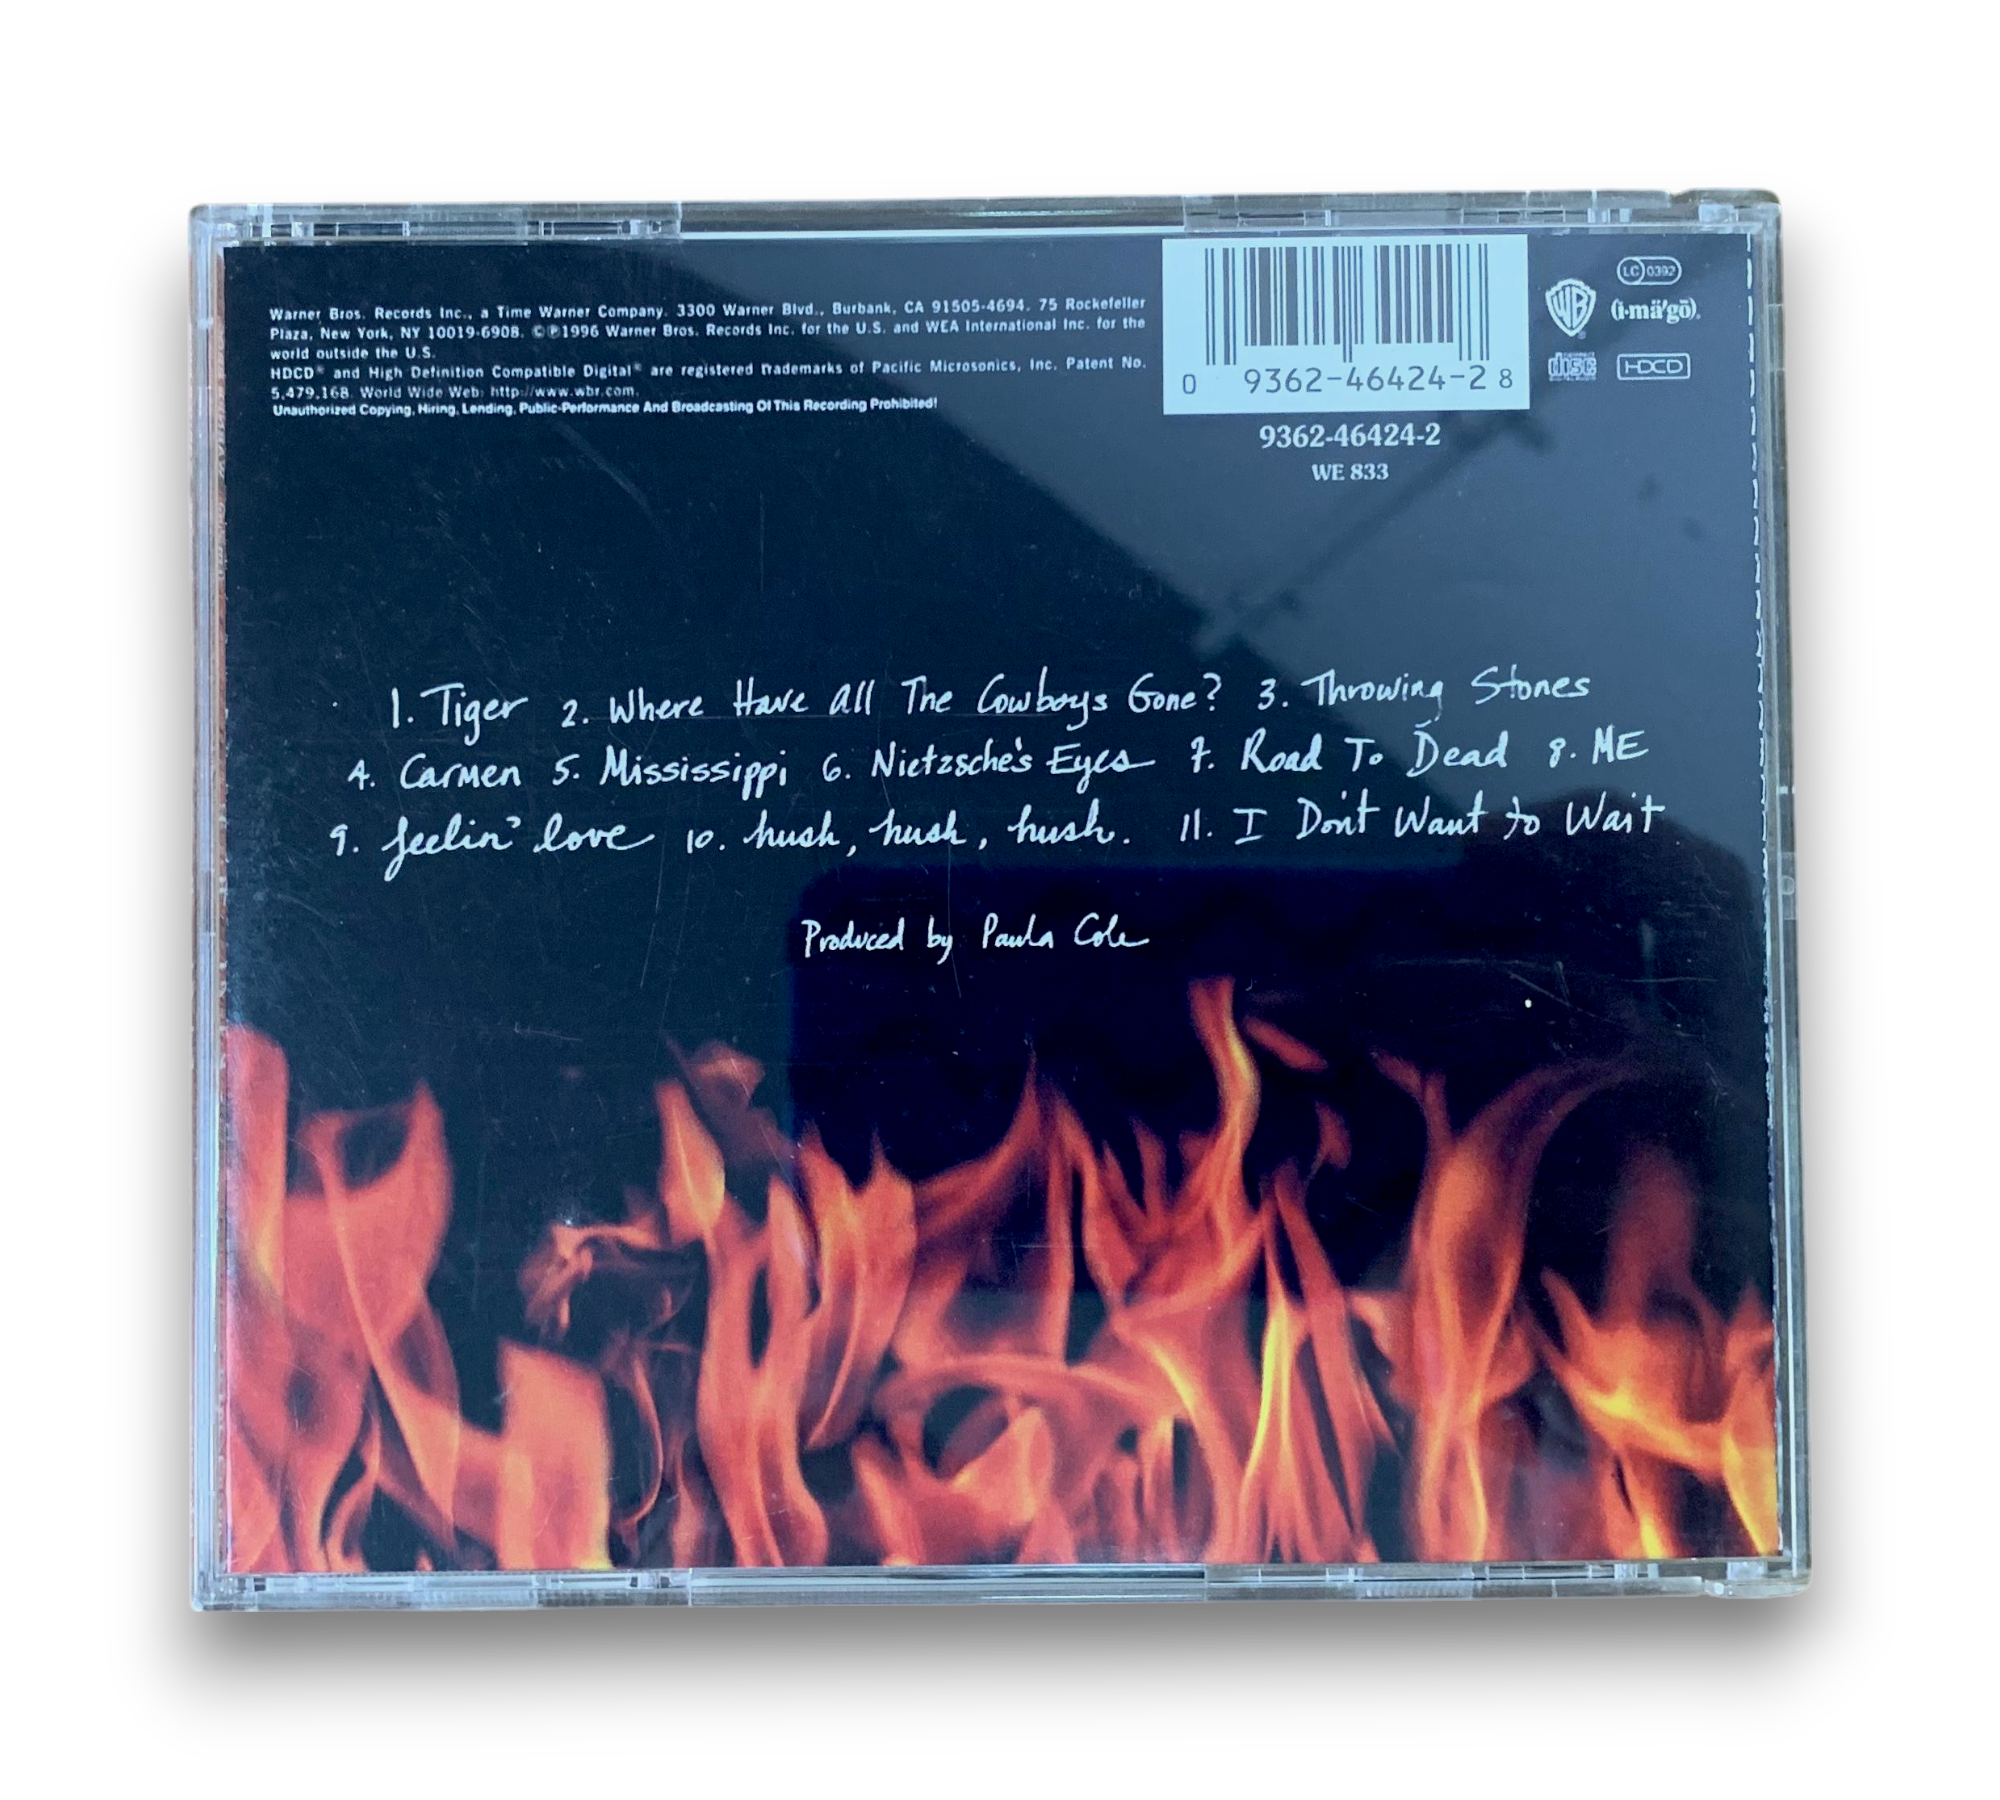 Warner Bros. Records Inc., a Time Warner Company. 3300 Warner Blvd., Burbank, CA 91505-4694. 75 Rockefeller
Plaza, New York, NY 10019-6908. ©℗1996 Warner Bros. Records Inc. for the U.S. and WEA International Inc. for the
world outside the U.S.
HDCD® and High Definition Compatible Digital® are registered trademarks of Pacific Microsonics, Inc. Patent No.
5,479,168. World Wide Web: http://www.wbr.com.
Unauthorized Copying, Hiring, Lending, Public-Performance And Broadcasting Of This Recording Prohibited!
0 9362-46424-2 8
9362-46424-2
WE 833
LC 0392
WB
(i·mä′gō)®
COMPACT disc DIGITAL AUDIO
HDCD
1. Tiger 2. Where Have all The Cowboys Gone? 3. Throwing Stones
4. Carmen 5. Mississippi 6. Nietzsche's Eyes 7. Road To Dead 8. ME
9. feelin' love 10. hush, hush, hush. 11. I Don't Want to Wait
Produced by Paula Cole